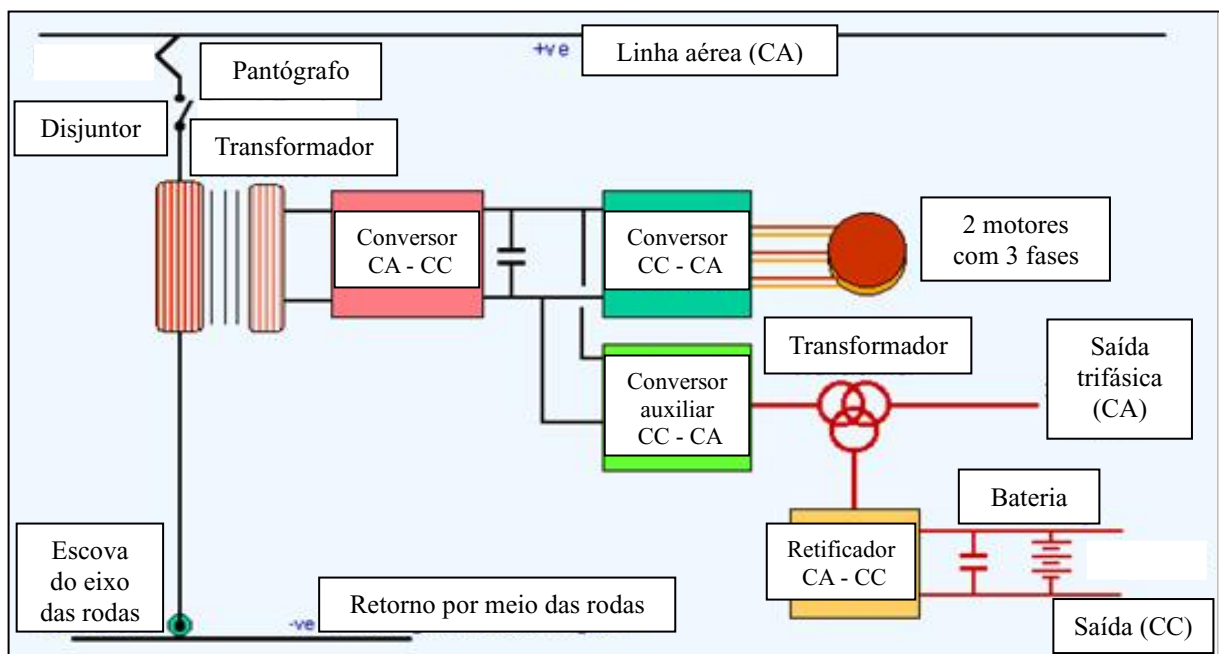 +ve
Linha aérea (CA)
Pantógrafo
Disjuntor
Transformador
Conversor
CA - CC
Conversor
CC - CA
2 motores
com 3 fases
Conversor
auxiliar
CC - CA
Transformador
Saída
trifásica
(CA)
Bateria
Retificador
CA - CC
Saída (CC)
Escova
do eixo
das rodas
-ve
Retorno por meio das rodas